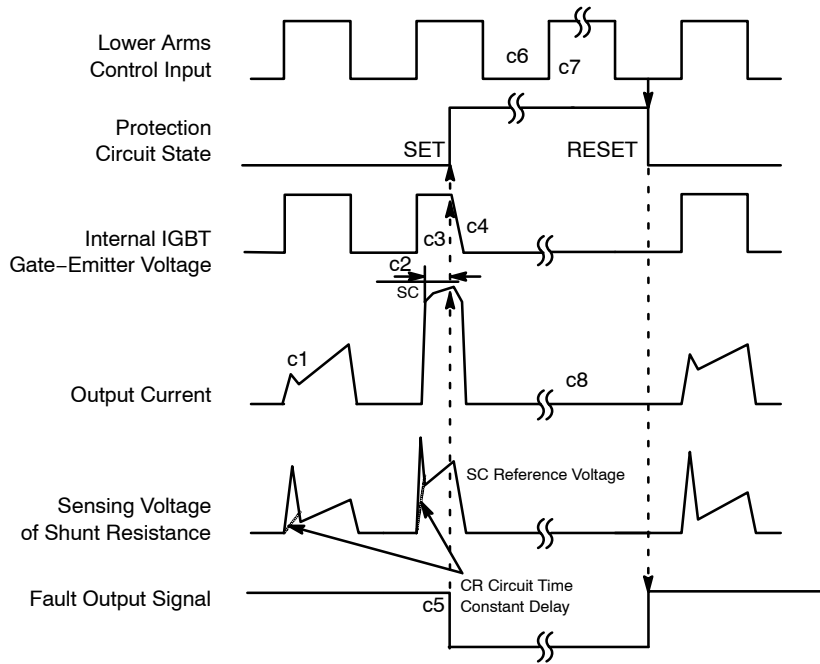 Lower Arms
Control Input
c6
c7
Protection
Circuit State
SET
RESET
Internal IGBT
Gate−Emitter Voltage
c3
c4
c2
SC
c1
Output Current
c8
SC Reference Voltage
Sensing Voltage
of Shunt Resistance
Fault Output Signal
c5
CR Circuit Time
Constant Delay